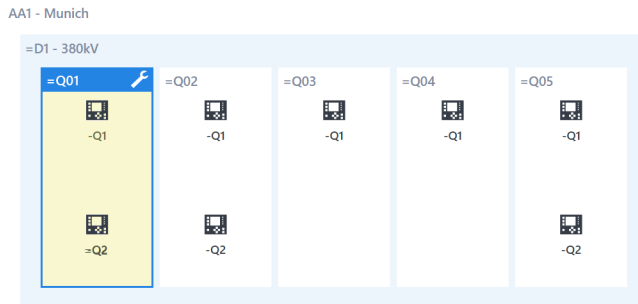 AA1 - Munich
=D1 - 380kV
=Q01
=Q02
=Q03
=Q04
=Q05
-Q1
-Q1
-Q1
-Q1
-Q1
=Q2
-Q2
-Q2